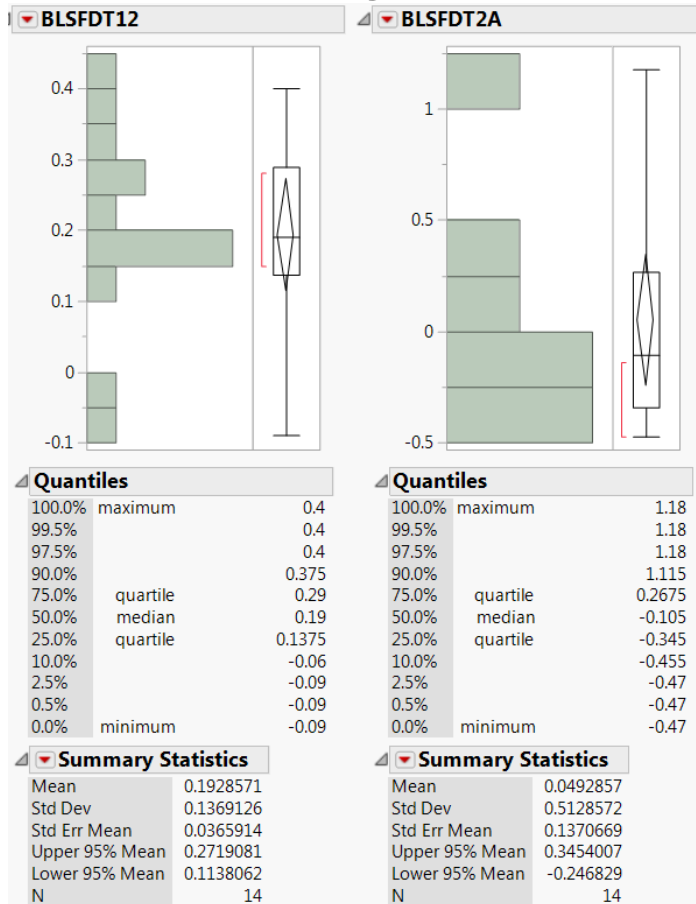 BLSFDT12
0.4
0.3
0.2
0.1
0
-0.1
Quantiles
100.0% maximum 0.4
99.5% 0.4
97.5% 0.4
90.0% 0.375
75.0% quartile 0.29
50.0% median 0.19
25.0% quartile 0.1375
10.0% -0.06
2.5% -0.09
0.5% -0.09
0.0% minimum -0.09
Summary Statistics
Mean 0.1928571
Std Dev 0.1369126
Std Err Mean 0.0365914
Upper 95% Mean 0.2719081
Lower 95% Mean 0.1138062
N 14
BLSFDT2A
1
0.5
0
-0.5
Quantiles
100.0% maximum 1.18
99.5% 1.18
97.5% 1.18
90.0% 1.115
75.0% quartile 0.2675
50.0% median -0.105
25.0% quartile -0.345
10.0% -0.455
2.5% -0.47
0.5% -0.47
0.0% minimum -0.47
Summary Statistics
Mean 0.0492857
Std Dev 0.5128572
Std Err Mean 0.1370669
Upper 95% Mean 0.3454007
Lower 95% Mean -0.246829
N 14